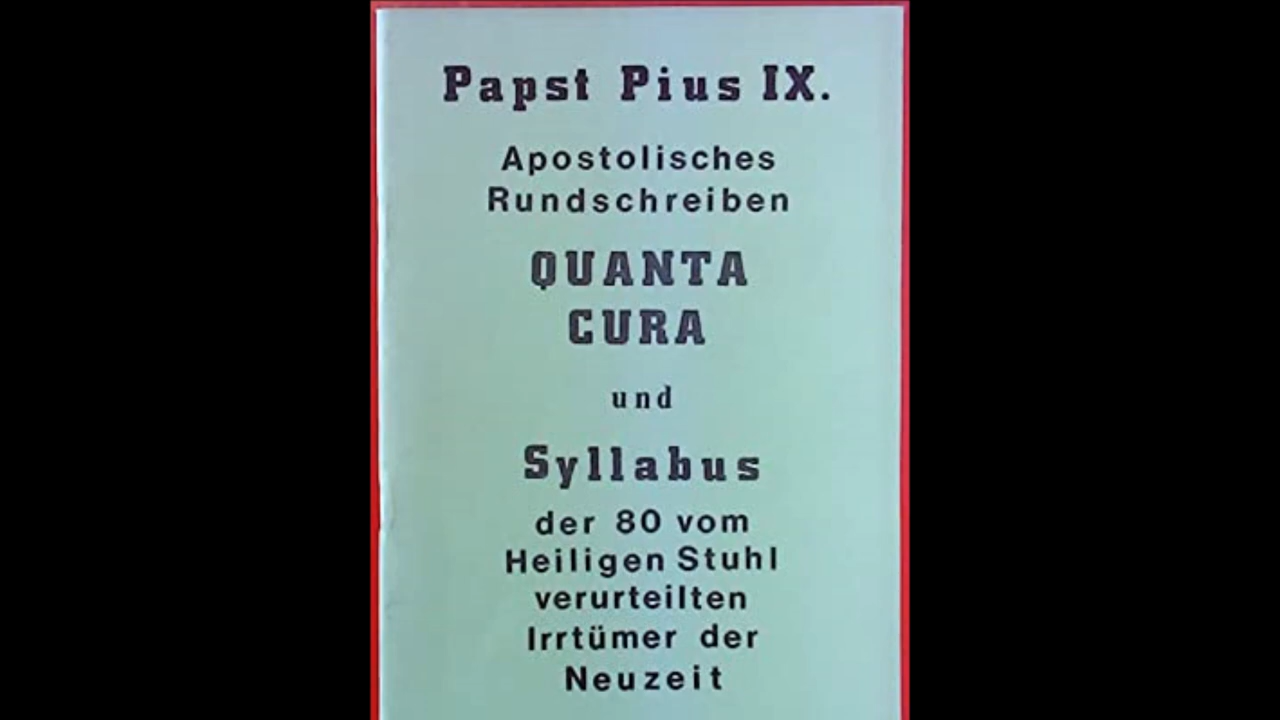 Papst Pius IX.
Apostolisches
Rundschreiben
QUANTA
CURA
und
Syllabus
der 80 vom
Heiligen Stuhl
verurteilten
Irrtümer der
Neuzeit